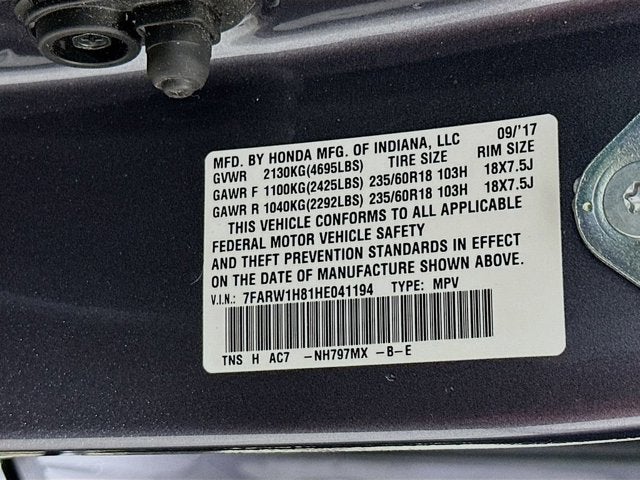 MFD. BY HONDA MFG. OF INDIANA, LLC 09/'17
GVWR 2130KG(4695LBS) TIRE SIZE RIM SIZE
GAWR F 1100KG(2425LBS) 235/60R18 103H 18X7.5J
GAWR R 1040KG(2292LBS) 235/60R18 103H 18X7.5J
THIS VEHICLE CONFORMS TO ALL APPLICABLE
FEDERAL MOTOR VEHICLE SAFETY
AND THEFT PREVENTION STANDARDS IN EFFECT
ON THE DATE OF MANUFACTURE SHOWN ABOVE.
V.I.N.: 7FARW1H81HE041194 TYPE: MPV
TNS H AC7 -NH797MX -B-E